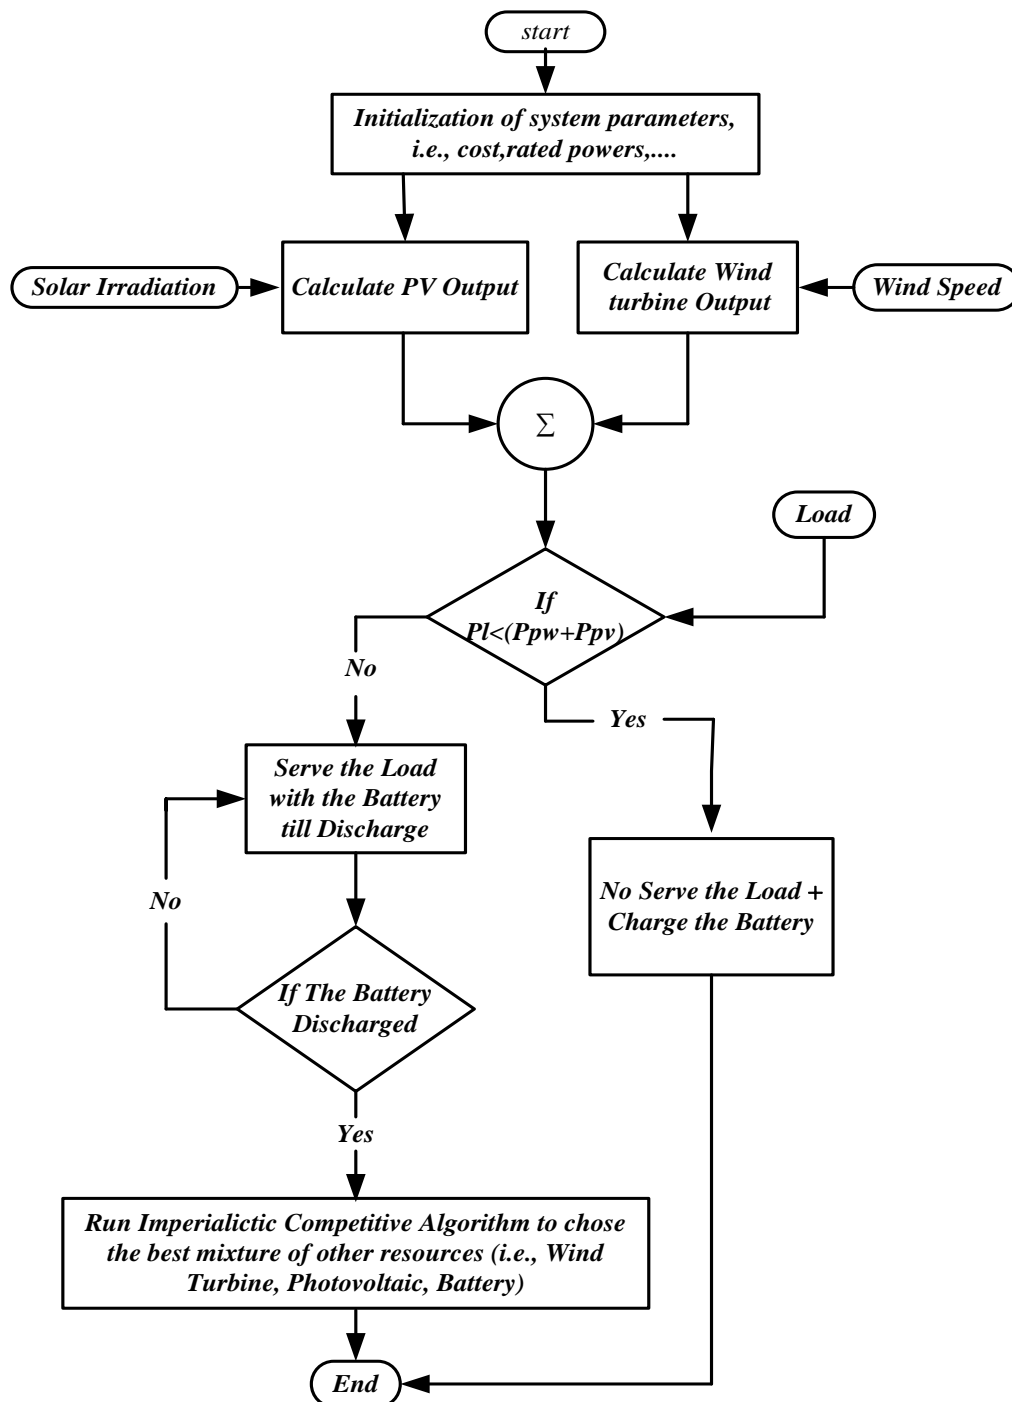 start
Initialization of system parameters,
i.e., cost,rated powers,....
Solar Irradiation
Calculate PV Output
Calculate Wind
turbine Output
Wind Speed
Σ
Load
If
Pl<(Ppw+Ppv)
No
Yes
Serve the Load
with the Battery
till Discharge
No
No Serve the Load +
Charge the Battery
If The Battery
Discharged
Yes
Run Imperialictic Competitive Algorithm to chose
the best mixture of other resources (i.e., Wind
Turbine, Photovoltaic, Battery)
End